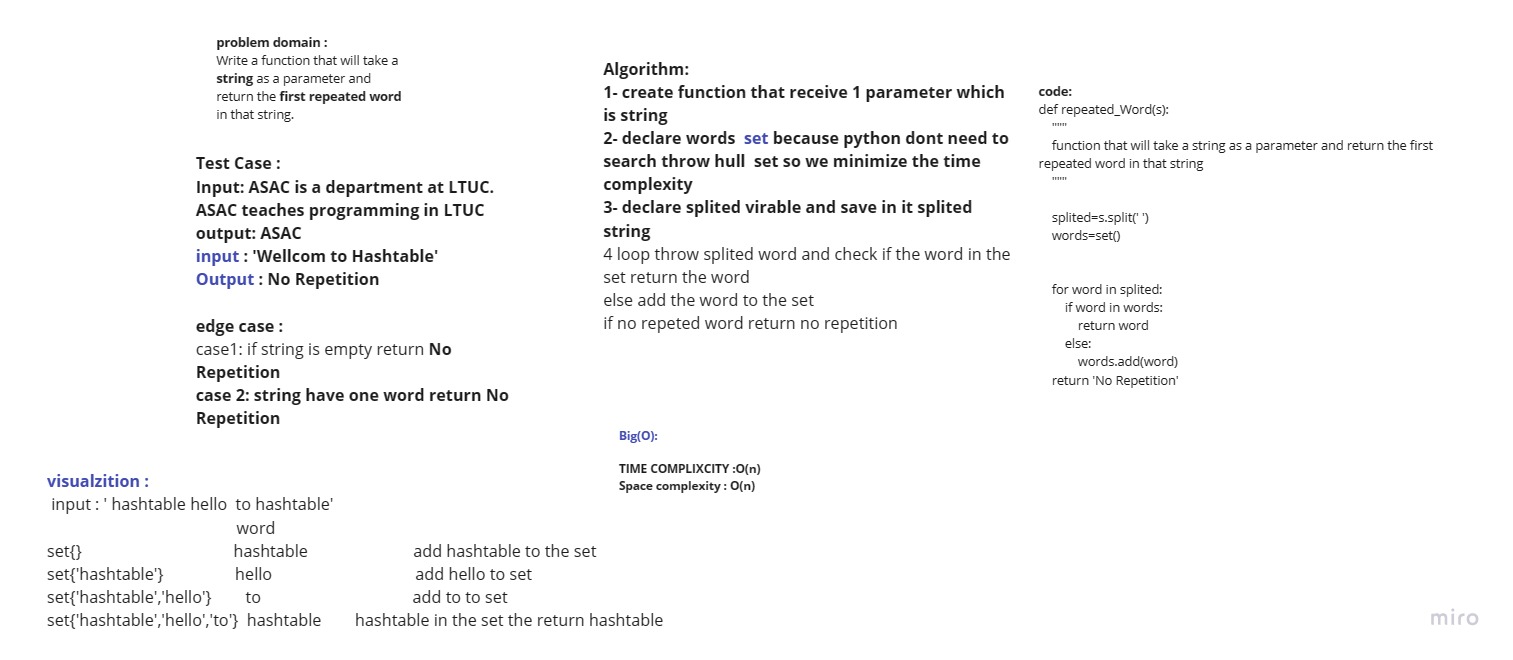 problem domain :
Write a function that will take a
string as a parameter and
return the first repeated word
in that string.
Test Case :
Input: ASAC is a department at LTUC.
ASAC teaches programming in LTUC
output: ASAC
input : 'Wellcom to Hashtable'
Output : No Repetition
edge case :
case1: if string is empty return No
Repetition
case 2: string have one word return No
Repetition
Algorithm:
1- create function that receive 1 parameter which
is string
2- declare words  set because python dont need to
search throw hull  set so we minimize the time
complexity
3- declare splited virable and save in it splited
string
4 loop throw splited word and check if the word in the
set return the word
else add the word to the set
if no repeted word return no repetition
code:
def repeated_Word(s):
"""
function that will take a string as a parameter and return the first
repeated word in that string
"""
splited=s.split(' ')
words=set()
for word in splited:
if word in words:
return word
else:
words.add(word)
return 'No Repetition'
Big(O):
TIME COMPLIXCITY :O(n)
Space complexity : O(n)
visualzition :
input : ' hashtable hello  to hashtable'
word
set{} hashtable add hashtable to the set
set{'hashtable'} hello add hello to set
set{'hashtable','hello'} to add to to set
set{'hashtable','hello','to'} hashtable hashtable in the set the return hashtable
miro